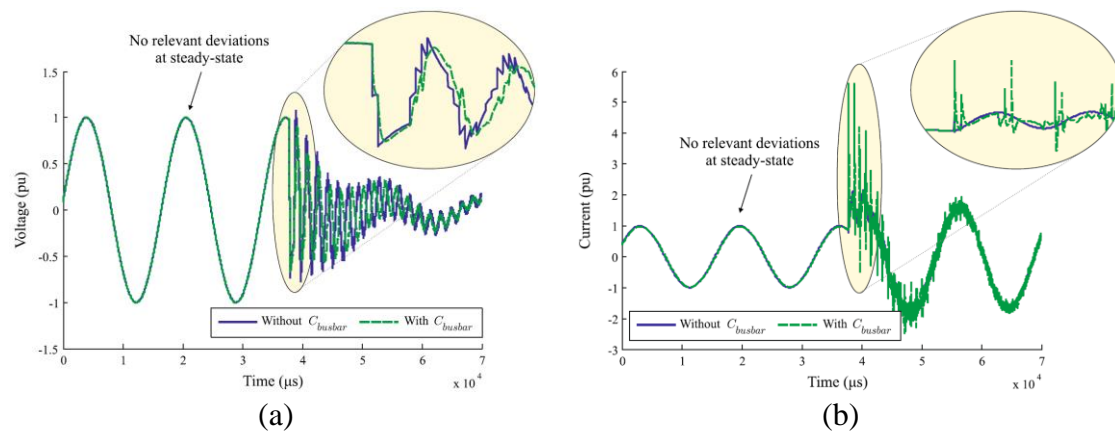 No relevant deviations
at steady-state
1.5
1
0.5
0
-0.5
-1
-1.5
Voltage (pu)
Without C_busbar With C_busbar
0 1 2 3 4 5 6 7
x 10^4
Time (µs)
(a)
No relevant deviations
at steady-state
6
5
4
3
2
1
0
-1
-2
-3
Current (pu)
Without C_busbar With C_busbar
0 1 2 3 4 5 6 7
x 10^4
Time (µs)
(b)